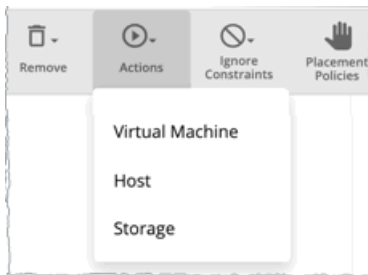 Remove
Actions
Ignore
Constraints
Placement
Policies
Virtual Machine
Host
Storage